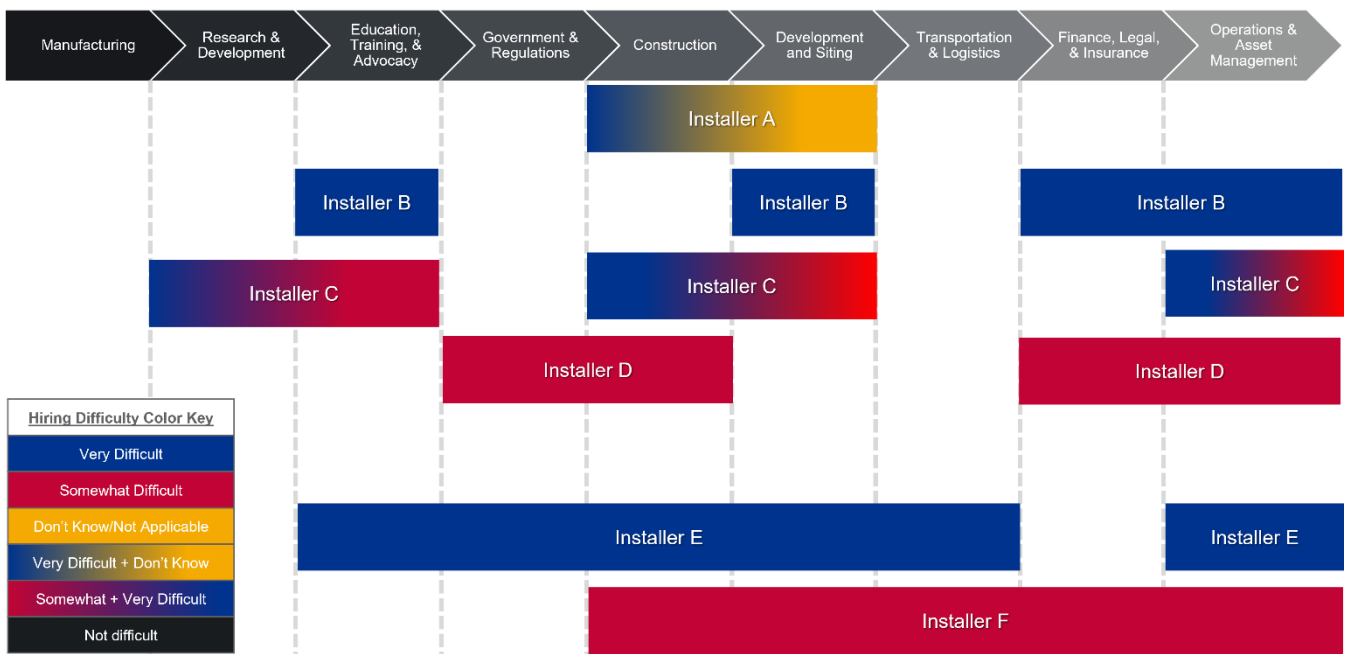 Manufacturing
Research &
Development
Education,
Training, &
Advocacy
Government &
Regulations
Construction
Development
and Siting
Transportation
& Logistics
Finance, Legal,
& Insurance
Operations &
Asset
Management
Installer A
Installer B
Installer B
Installer B
Installer C
Installer C
Installer C
Installer D
Installer D
Hiring Difficulty Color Key
Very Difficult
Somewhat Difficult
Don't Know/Not Applicable
Very Difficult + Don't Know
Somewhat + Very Difficult
Not difficult
Installer E
Installer E
Installer F